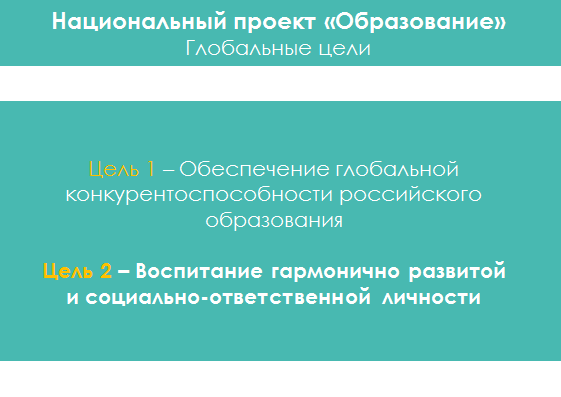 Национальный проект «Образование»
Глобальные цели
Цель 1 – Обеспечение глобальной
конкурентоспособности российского
образования
Цель 2 – Воспитание гармонично развитой
и социально-ответственной личности